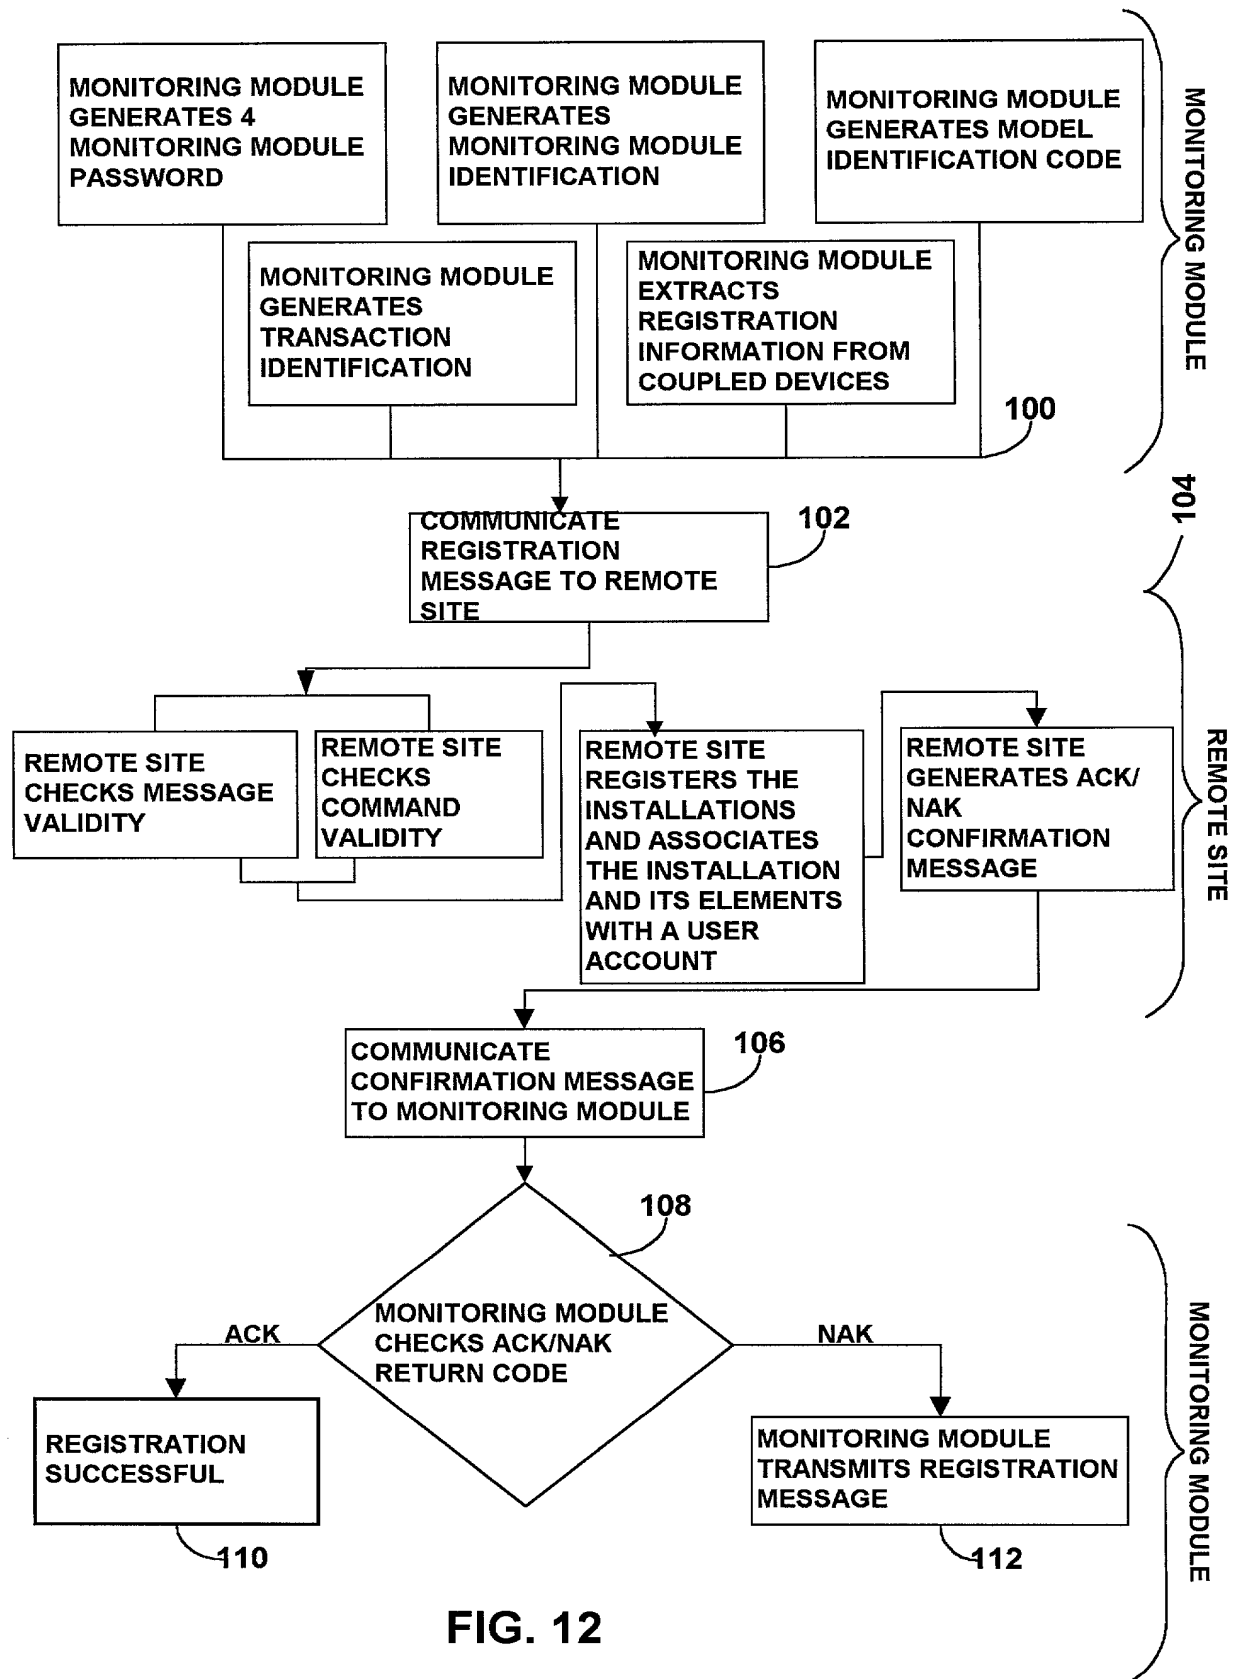 MONITORING MODULE
GENERATES 4
MONITORING MODULE
PASSWORD
MONITORING MODULE
GENERATES
MONITORING MODULE
IDENTIFICATION
MONITORING MODULE
GENERATES MODEL
IDENTIFICATION CODE
MONITORING MODULE
MONITORING MODULE
GENERATES
TRANSACTION
IDENTIFICATION
MONITORING MODULE
EXTRACTS
REGISTRATION
INFORMATION FROM
COUPLED DEVICES
100
104
COMMUNICATE
REGISTRATION
MESSAGE TO REMOTE
SITE
102
REMOTE SITE
CHECKS MESSAGE
VALIDITY
REMOTE SITE
CHECKS
COMMAND
VALIDITY
REMOTE SITE
REGISTERS THE
INSTALLATIONS
AND ASSOCIATES
THE INSTALLATION
AND ITS ELEMENTS
WITH A USER
ACCOUNT
REMOTE SITE
GENERATES ACK/
NAK
CONFIRMATION
MESSAGE
REMOTE SITE
COMMUNICATE
CONFIRMATION MESSAGE
TO MONITORING MODULE
106
108
MONITORING MODULE
CHECKS ACK/NAK
RETURN CODE
ACK
NAK
REGISTRATION
SUCCESSFUL
110
MONITORING MODULE
TRANSMITS REGISTRATION
MESSAGE
112
MONITORING MODULE
FIG. 12